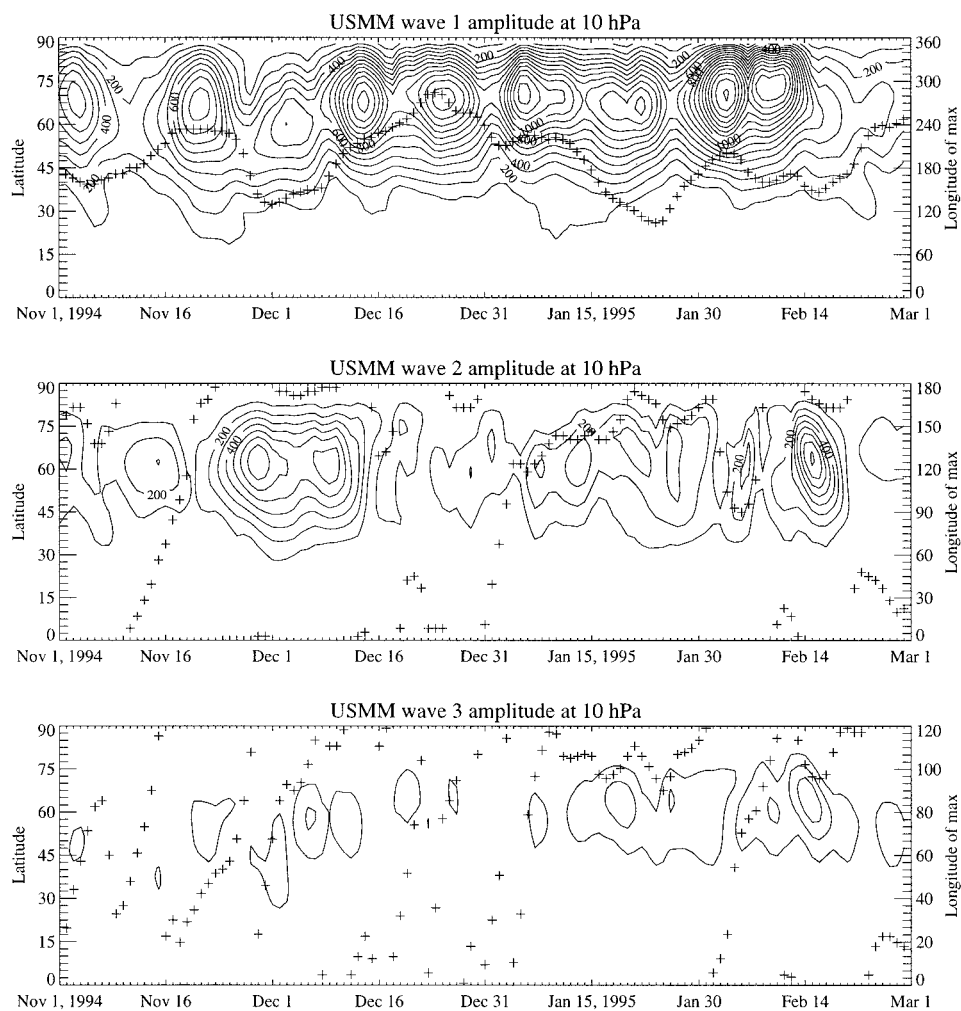 USMM wave 1 amplitude at 10 hPa
90
75
60
45
30
15
0
Latitude
360
300
240
180
120
60
0
Longitude of max
200
400
600
400
200
200
400
200
1000
400
200
200
400
1000
200
Nov 1, 1994
Nov 16
Dec 1
Dec 16
Dec 31
Jan 15, 1995
Jan 30
Feb 14
Mar 1
USMM wave 2 amplitude at 10 hPa
90
75
60
45
30
15
0
Latitude
180
150
120
90
60
30
0
Longitude of max
200
200
400
200
200
200
400
Nov 1, 1994
Nov 16
Dec 1
Dec 16
Dec 31
Jan 15, 1995
Jan 30
Feb 14
Mar 1
USMM wave 3 amplitude at 10 hPa
90
75
60
45
30
15
0
Latitude
120
100
80
60
40
20
0
Longitude of max
Nov 1, 1994
Nov 16
Dec 1
Dec 16
Dec 31
Jan 15, 1995
Jan 30
Feb 14
Mar 1